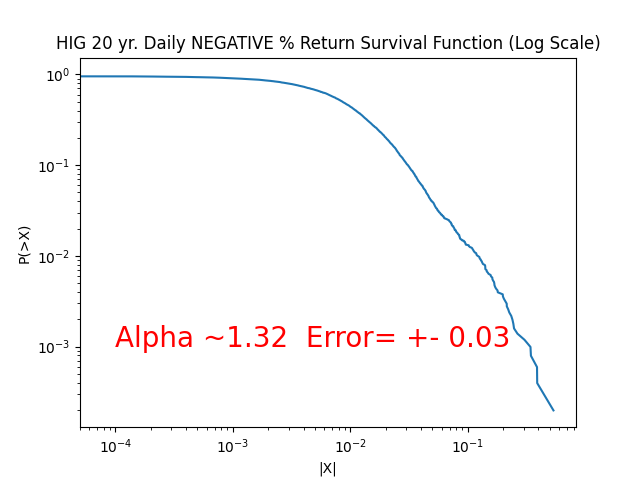 HIG 20 yr. Daily NEGATIVE % Return Survival Function (Log Scale)
P(>X)
10⁰
10⁻¹
10⁻²
10⁻³
Alpha ~1.32  Error= +- 0.03
10⁻⁴
10⁻³
10⁻²
10⁻¹
|X|